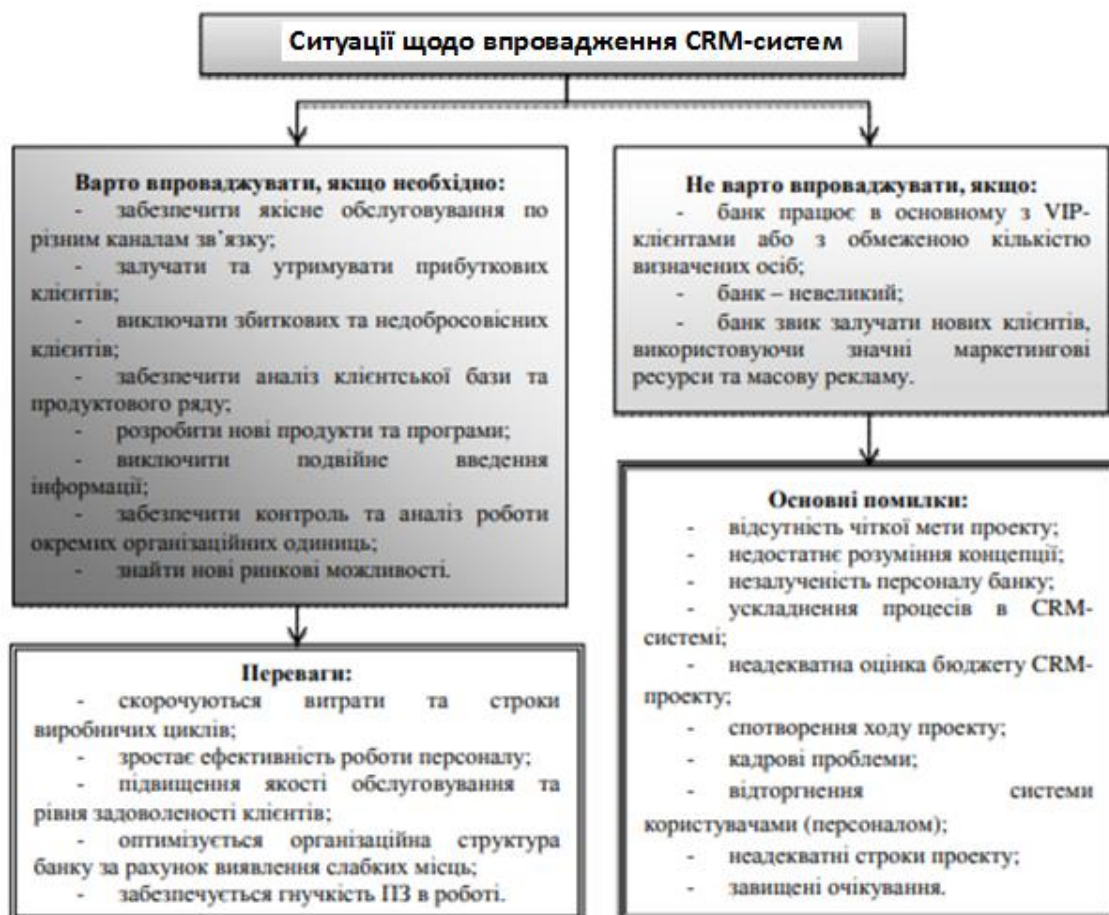 Ситуації щодо впровадження CRM-систем
Варто впроваджувати, якщо необхідно:
- забезпечити якісне обслуговування по
різним каналам зв’язку;
- залучати та утримувати прибуткових
клієнтів;
- виключати збиткових та недобросовісних
клієнтів;
- забезпечити аналіз клієнтської бази та
продуктового ряду;
- розробити нові продукти та програми;
- виключити подвійне введення
інформації;
- забезпечити контроль та аналіз роботи
окремих організаційних одиниць;
- знайти нові ринкові можливості.
Переваги:
- скорочуються витрати та строки
виробничих циклів;
- зростає ефективність роботи персоналу;
- підвищення якості обслуговування та
рівня задоволеності клієнтів;
- оптимізується організаційна структура
банку за рахунок виявлення слабких місць;
- забезпечується гнучкість ПЗ в роботі.
Не варто впроваджувати, якщо:
- банк працює в основному з VIP-
клієнтами або з обмеженою кількістю
визначених осіб;
- банк – невеликий;
- банк звик залучати нових клієнтів,
використовуючи значні маркетингові
ресурси та масову рекламу.
Основні помилки:
- відсутність чіткої мети проекту;
- недостатнє розуміння концепції;
- незалученість персоналу банку;
- ускладнення процесів в CRM-
системі;
- неадекватна оцінка бюджету CRM-
проекту;
- спотворення ходу проекту;
- кадрові проблеми;
- відторгнення системи
користувачами (персоналом);
- неадекватні строки проекту;
- завищені очікування.